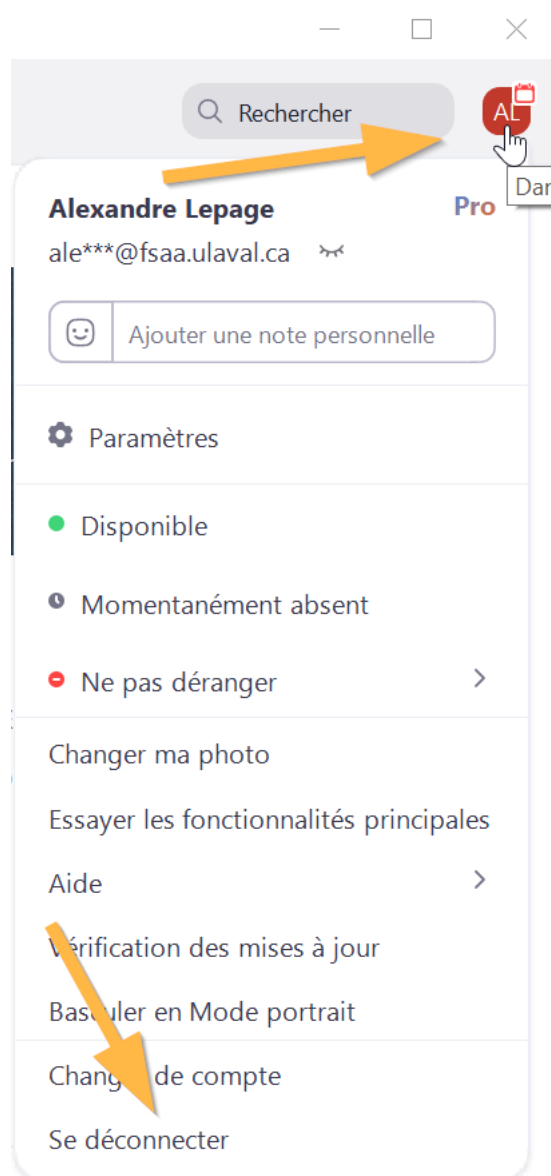 Rechercher
AL
Alexandre Lepage
Pro
ale***@fsaa.ulaval.ca
Ajouter une note personnelle
Paramètres
Disponible
Momentanément absent
Ne pas déranger
Changer ma photo
Essayer les fonctionnalités principales
Aide
Vérification des mises à jour
Basculer en Mode portrait
Changer de compte
Se déconnecter